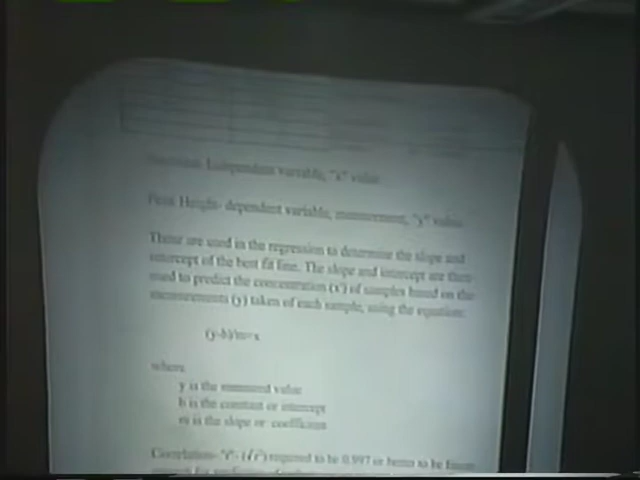 Independent variable, "x" value
Peak Height- dependent variable, measurement, "y" value
These are used in the regression to determine the slope and
intercept of the best fit line. The slope and intercept are then
used to predict the concentration (x') of samples based on the
measurements (y) taken of each sample, using the equation:
(y-b)/m=x
where
y is the measured value
b is the constant or intercept
m is the slope or coefficient
Correlation- "r"- required to be 0.997 or better to be